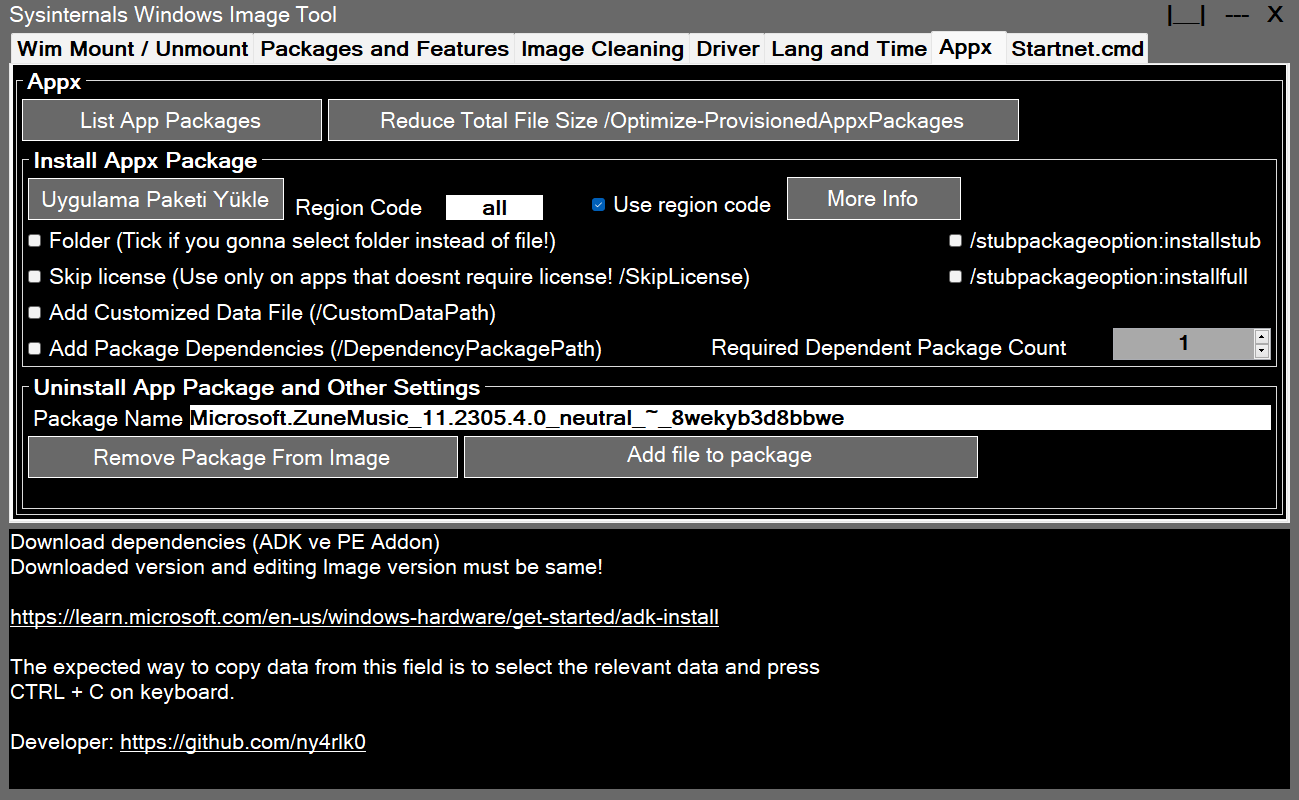 Sysinternals Windows Image Tool |__| --- X
Wim Mount / Unmount Packages and Features Image Cleaning Driver Lang and Time Appx Startnet.cmd
Appx
List App Packages Reduce Total File Size /Optimize-ProvisionedAppxPackages
Install Appx Package
Uygulama Paketi Yükle Region Code all Use region code More Info
Folder (Tick if you gonna select folder instead of file!) /stubpackageoption:installstub
Skip license (Use only on apps that doesnt require license! /SkipLicense) /stubpackageoption:installfull
Add Customized Data File (/CustomDataPath)
Add Package Dependencies (/DependencyPackagePath) Required Dependent Package Count 1
Uninstall App Package and Other Settings
Package Name Microsoft.ZuneMusic_11.2305.4.0_neutral_~_8wekyb3d8bbwe
Remove Package From Image Add file to package
Download dependencies (ADK ve PE Addon)
Downloaded version and editing Image version must be same!
https://learn.microsoft.com/en-us/windows-hardware/get-started/adk-install
The expected way to copy data from this field is to select the relevant data and press
CTRL + C on keyboard.
Developer: https://github.com/ny4rlk0